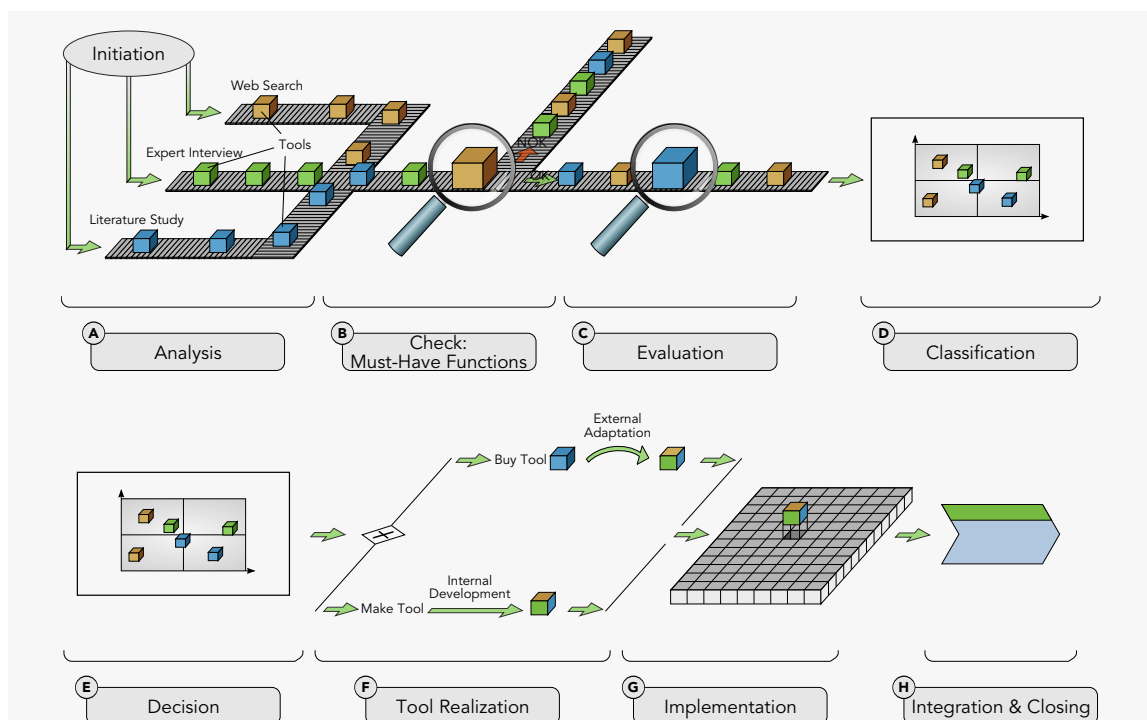 Initiation
Web Search
Tools
Expert Interview
Literature Study
NOK
OK
A
Analysis
B
Check:
Must-Have Functions
C
Evaluation
D
Classification
External
Adaptation
Buy Tool
Internal
Development
Make Tool
E
Decision
F
Tool Realization
G
Implementation
H
Integration & Closing